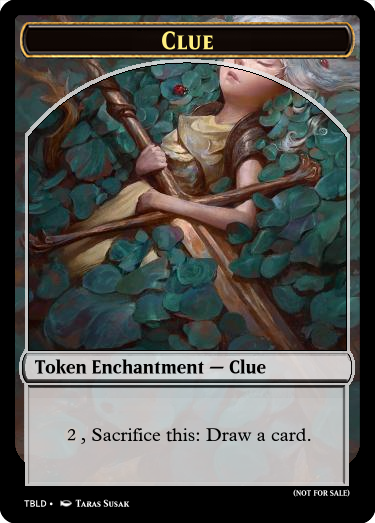 CLUE
Token Enchantment — Clue
2 , Sacrifice this: Draw a card.
(NOT FOR SALE)
TBLD • TARAS SUSAK